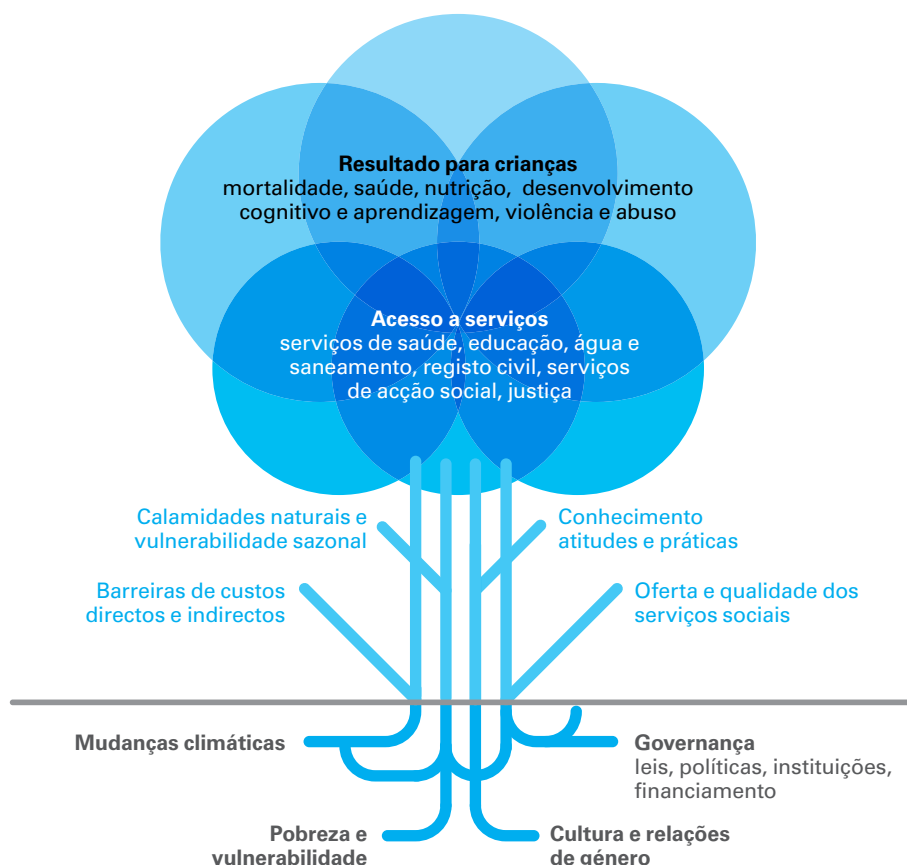 Resultado para crianças
mortalidade, saúde, nutrição, desenvolvimento
cognitivo e aprendizagem, violência e abuso
Acesso a serviços
serviços de saúde, educação, água e
saneamento, registo civil, serviços
de acção social, justiça
Calamidades naturais e
vulnerabilidade sazonal
Conhecimento
atitudes e práticas
Barreiras de custos
directos e indirectos
Oferta e qualidade dos
serviços sociais
Mudanças climáticas
Governança
leis, políticas, instituições,
financiamento
Pobreza e
vulnerabilidade
Cultura e relações
de género